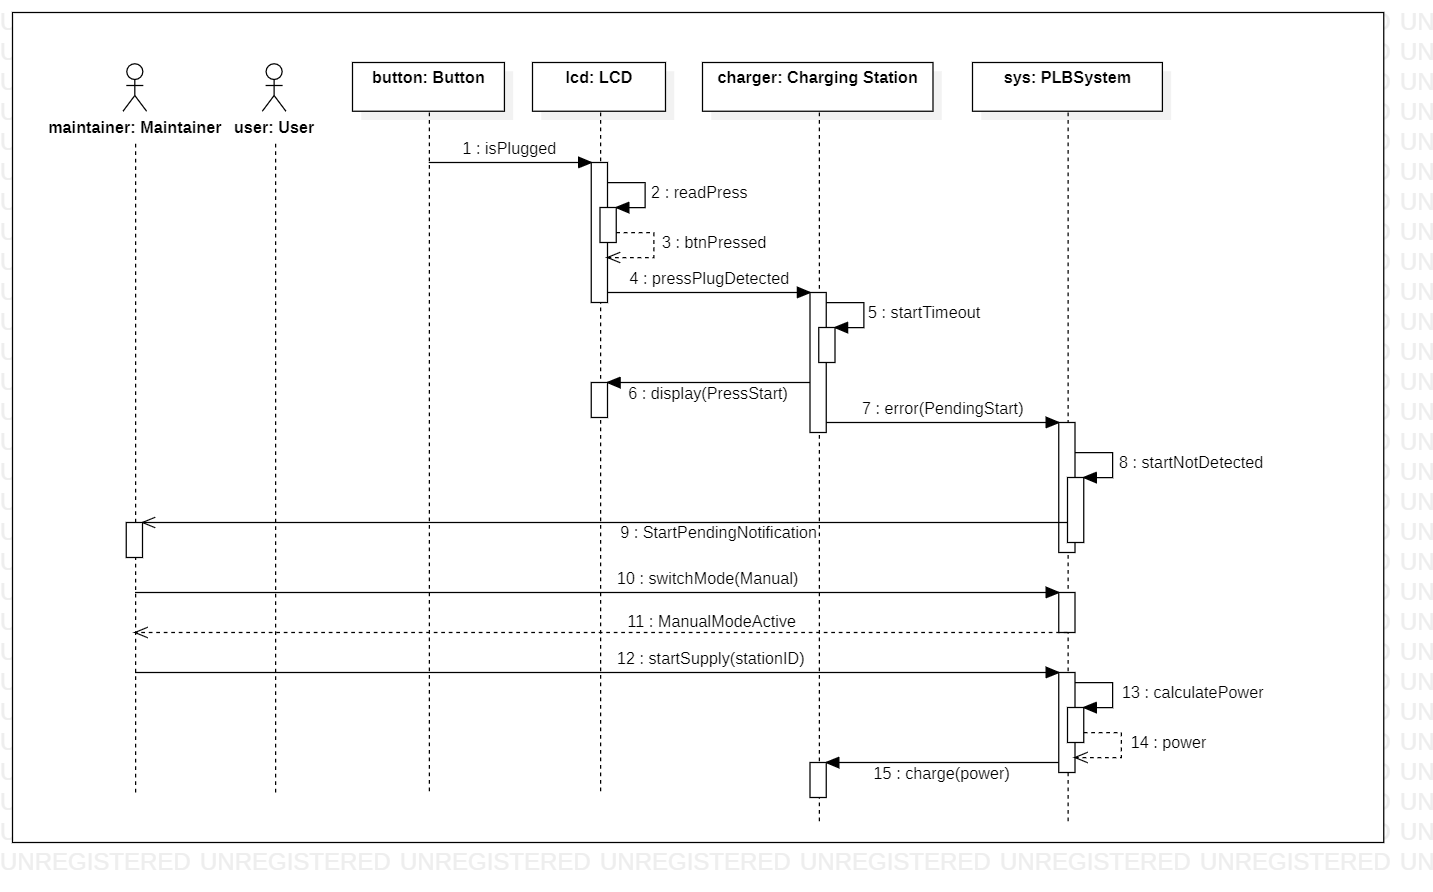 button: Button
lcd: LCD
charger: Charging Station
sys: PLBSystem
maintainer: Maintainer
user: User
1 : isPlugged
2 : readPress
3 : btnPressed
4 : pressPlugDetected
5 : startTimeout
6 : display(PressStart)
7 : error(PendingStart)
8 : startNotDetected
9 : StartPendingNotification
10 : switchMode(Manual)
11 : ManualModeActive
12 : startSupply(stationID)
13 : calculatePower
14 : power
15 : charge(power)
UNREGISTERED UNREGISTERED UNREGISTERED UNREGISTERED UNREGISTERED UNREGISTERED UNREGISTERED UN